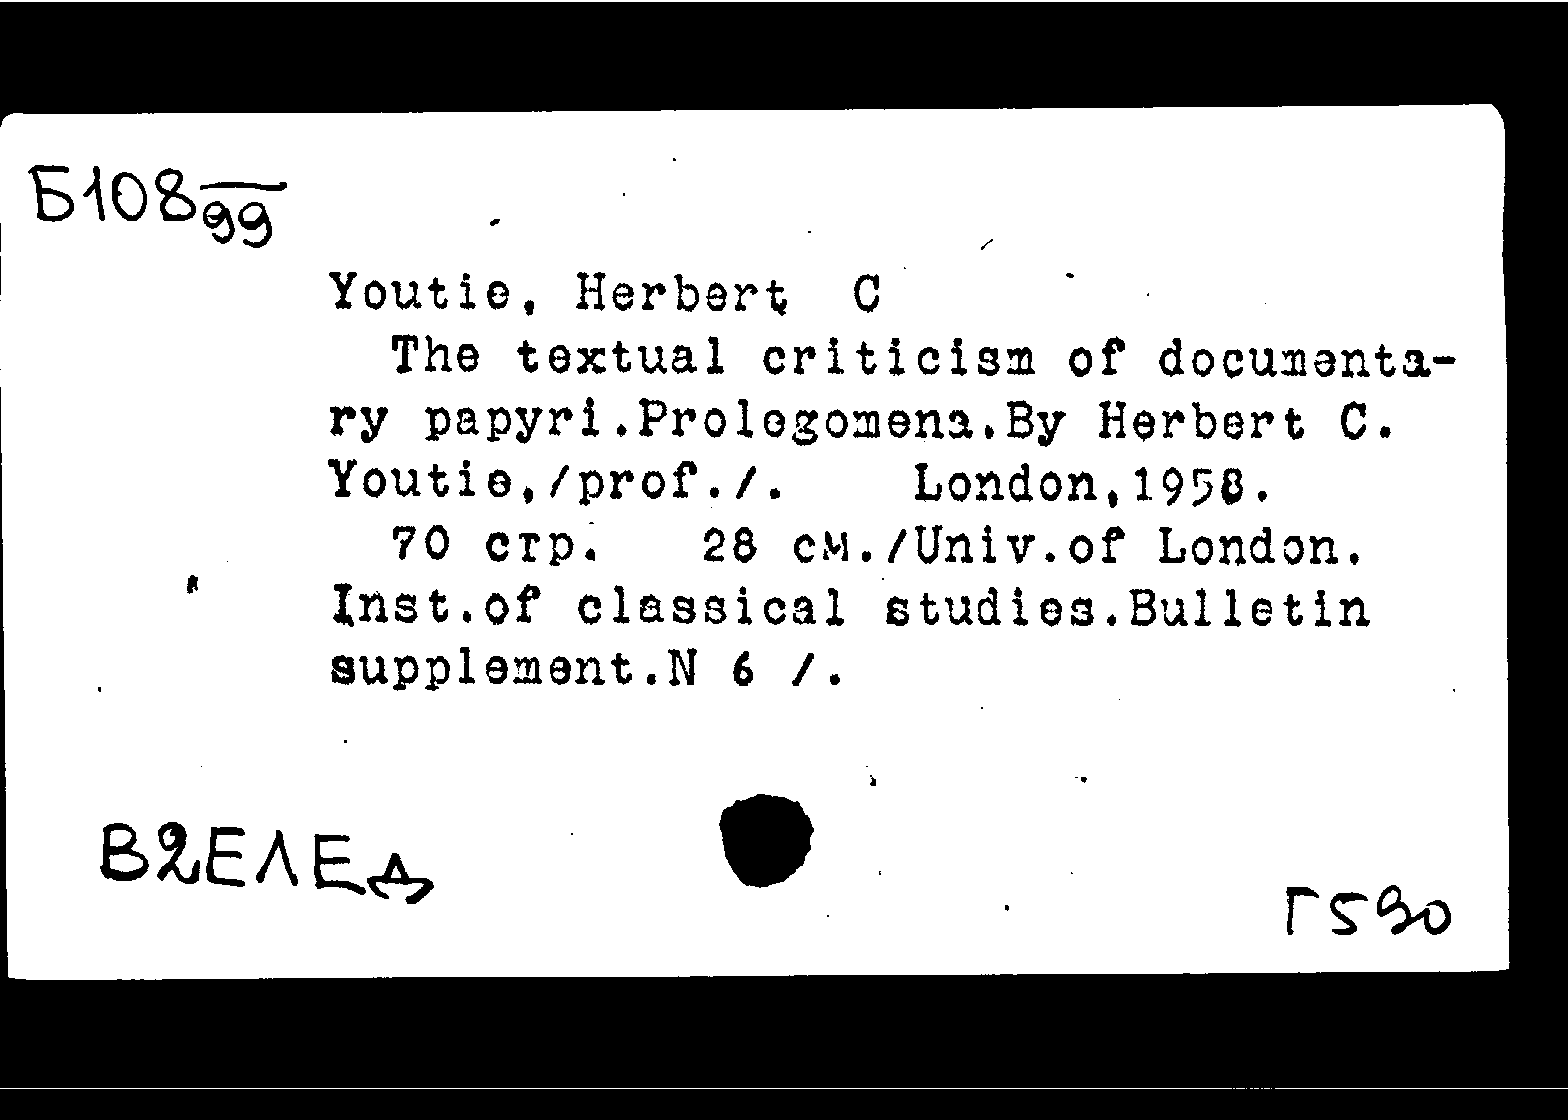 Б108 99
Youtie, Herbert C
The textual criticism of documenta-
ry papyri.Prolegomena.By Herbert C.
Youtie,/prof./. London,1958.
70 стр. 28 см./Univ.of London.
Inst.of classical studies.Bulletin
supplement.N 6 /.
В2ЕЛЕД
Г590